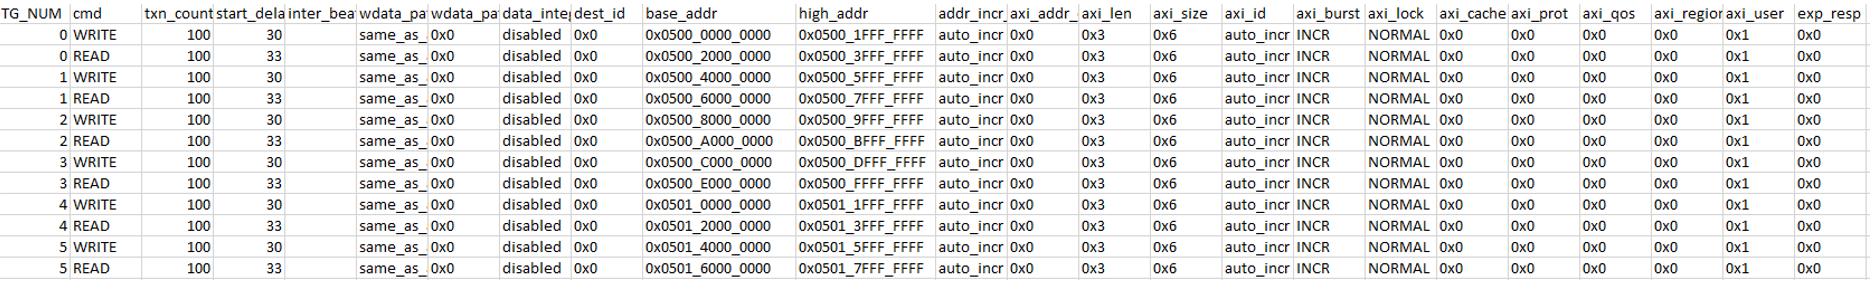 TG_NUM cmd txn_count start_dela inter_bea wdata_pa wdata_pa data_integ dest_id base_addr high_addr addr_incr axi_addr_ axi_len axi_size axi_id axi_burst axi_lock axi_cache axi_prot axi_qos axi_region axi_user exp_resp
0 WRITE 100 30 same_as_ 0x0 disabled 0x0 0x0500_0000_0000 0x0500_1FFF_FFFF auto_incr 0x0 0x3 0x6 auto_incr INCR NORMAL 0x0 0x0 0x0 0x0 0x1 0x0
0 READ 100 33 same_as_ 0x0 disabled 0x0 0x0500_2000_0000 0x0500_3FFF_FFFF auto_incr 0x0 0x3 0x6 auto_incr INCR NORMAL 0x0 0x0 0x0 0x0 0x1 0x0
1 WRITE 100 30 same_as_ 0x0 disabled 0x0 0x0500_4000_0000 0x0500_5FFF_FFFF auto_incr 0x0 0x3 0x6 auto_incr INCR NORMAL 0x0 0x0 0x0 0x0 0x1 0x0
1 READ 100 33 same_as_ 0x0 disabled 0x0 0x0500_6000_0000 0x0500_7FFF_FFFF auto_incr 0x0 0x3 0x6 auto_incr INCR NORMAL 0x0 0x0 0x0 0x0 0x1 0x0
2 WRITE 100 30 same_as_ 0x0 disabled 0x0 0x0500_8000_0000 0x0500_9FFF_FFFF auto_incr 0x0 0x3 0x6 auto_incr INCR NORMAL 0x0 0x0 0x0 0x0 0x1 0x0
2 READ 100 33 same_as_ 0x0 disabled 0x0 0x0500_A000_0000 0x0500_BFFF_FFFF auto_incr 0x0 0x3 0x6 auto_incr INCR NORMAL 0x0 0x0 0x0 0x0 0x1 0x0
3 WRITE 100 30 same_as_ 0x0 disabled 0x0 0x0500_C000_0000 0x0500_DFFF_FFFF auto_incr 0x0 0x3 0x6 auto_incr INCR NORMAL 0x0 0x0 0x0 0x0 0x1 0x0
3 READ 100 33 same_as_ 0x0 disabled 0x0 0x0500_E000_0000 0x0500_FFFF_FFFF auto_incr 0x0 0x3 0x6 auto_incr INCR NORMAL 0x0 0x0 0x0 0x0 0x1 0x0
4 WRITE 100 30 same_as_ 0x0 disabled 0x0 0x0501_0000_0000 0x0501_1FFF_FFFF auto_incr 0x0 0x3 0x6 auto_incr INCR NORMAL 0x0 0x0 0x0 0x0 0x1 0x0
4 READ 100 33 same_as_ 0x0 disabled 0x0 0x0501_2000_0000 0x0501_3FFF_FFFF auto_incr 0x0 0x3 0x6 auto_incr INCR NORMAL 0x0 0x0 0x0 0x0 0x1 0x0
5 WRITE 100 30 same_as_ 0x0 disabled 0x0 0x0501_4000_0000 0x0501_5FFF_FFFF auto_incr 0x0 0x3 0x6 auto_incr INCR NORMAL 0x0 0x0 0x0 0x0 0x1 0x0
5 READ 100 33 same_as_ 0x0 disabled 0x0 0x0501_6000_0000 0x0501_7FFF_FFFF auto_incr 0x0 0x3 0x6 auto_incr INCR NORMAL 0x0 0x0 0x0 0x0 0x1 0x0